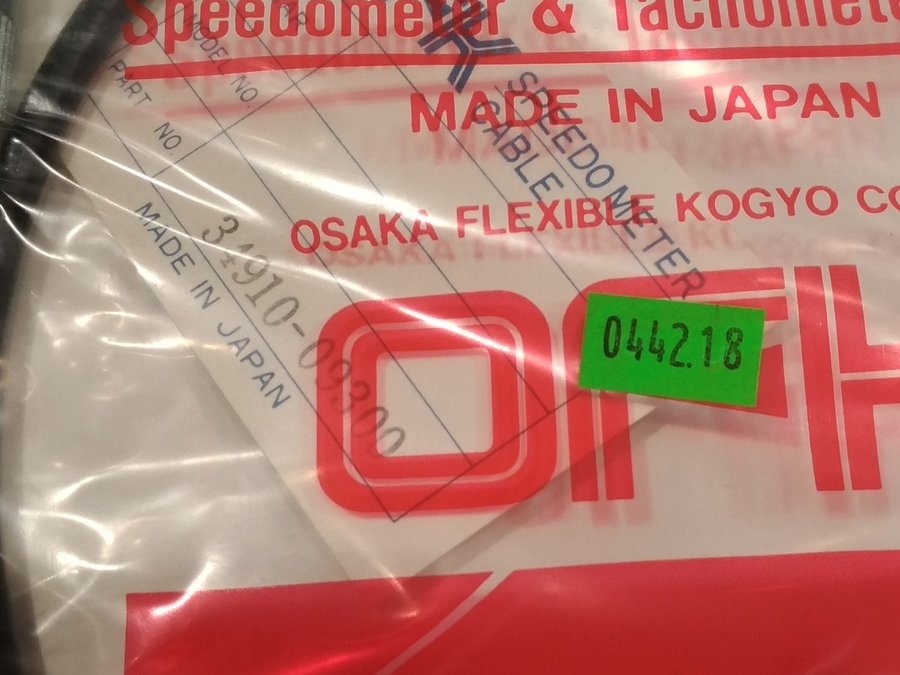 Speedometer & Tachomete
MADE IN JAPAN
OSAKA FLEXIBLE KOGYO CO
OFK
0442.18
SPEEDOMETER
CABLE
MODEL NO.
PART NO.
34910-09300
MADE IN JAPAN